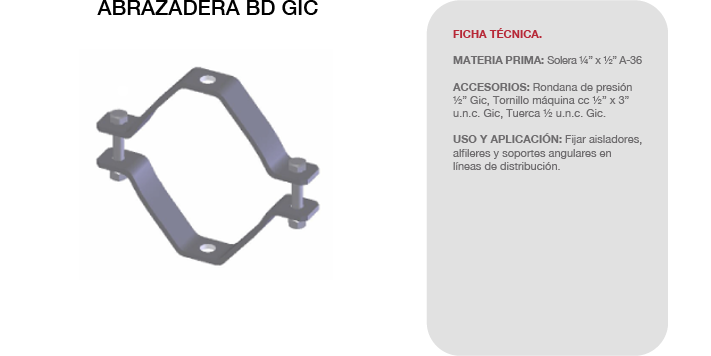 ABRAZADERA BD GIC
FICHA TÉCNICA.
MATERIA PRIMA: Solera ¼” x ½” A-36
ACCESORIOS: Rondana de presión
½” Gic, Tornillo máquina cc ½” x 3”
u.n.c. Gic, Tuerca ½ u.n.c. Gic.
USO Y APLICACIÓN: Fijar aisladores,
alfileres y soportes angulares en
líneas de distribución.